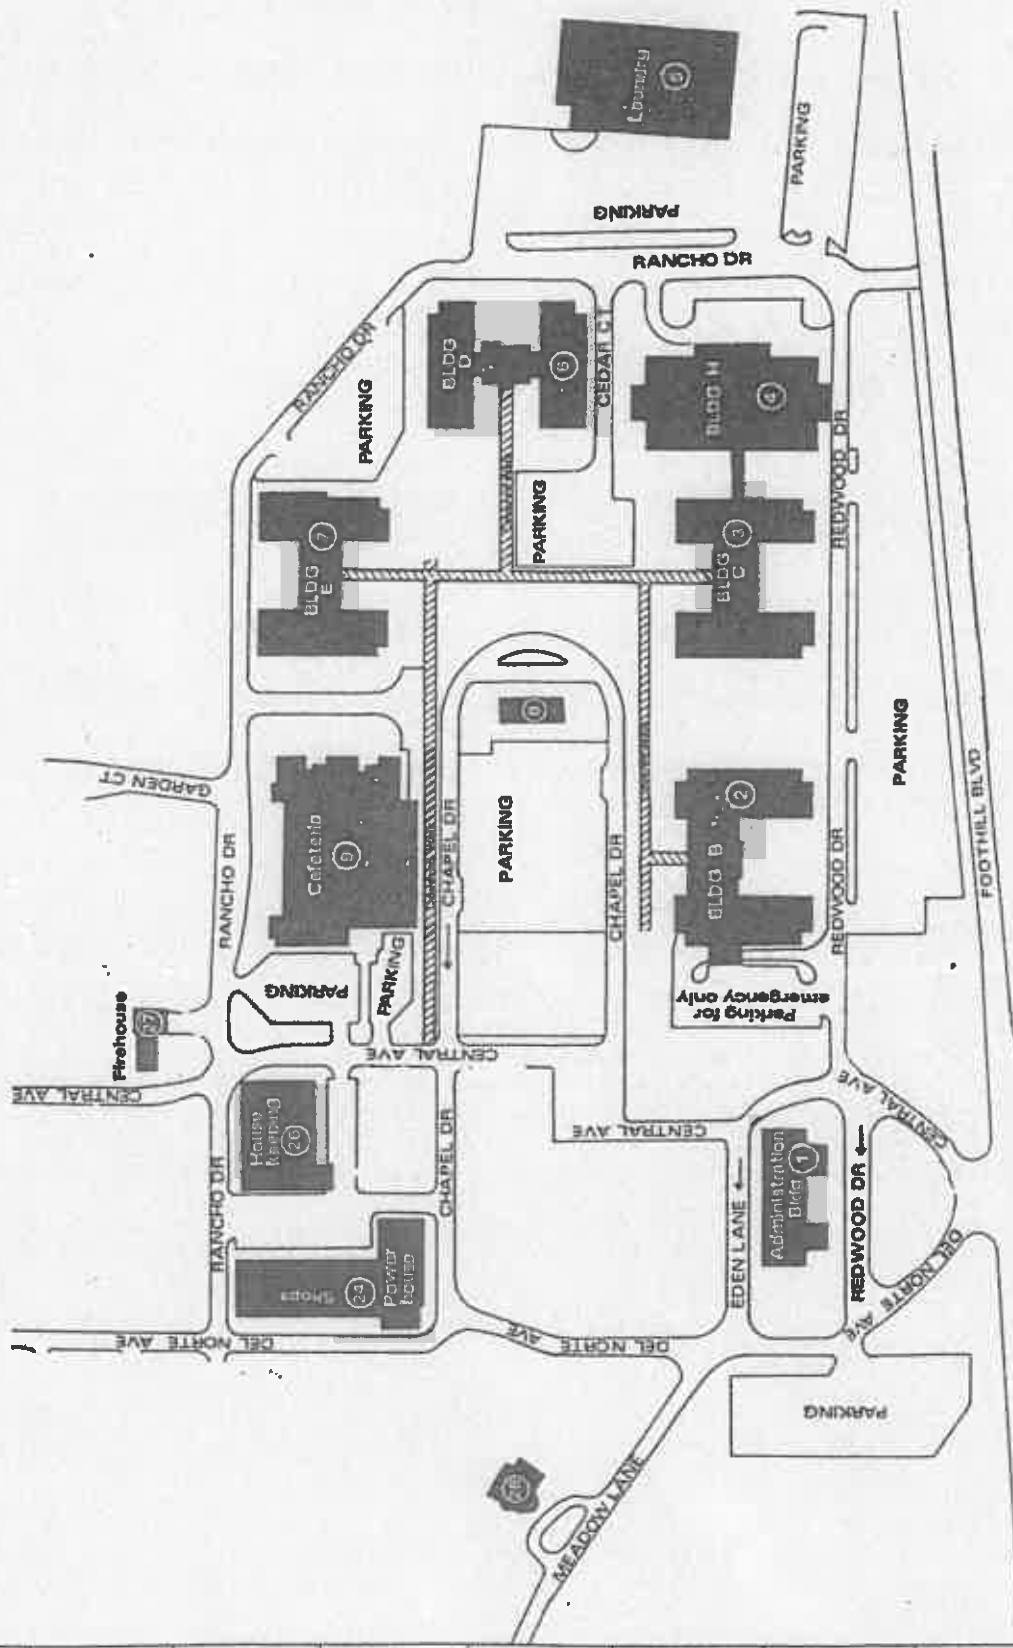 Laundry
5
PARKING
PARKING
RANCHO DR
RANCHO DR
PARKING
BLDG
D
6
CEDAR CT
BLDG H
4
REDWOOD DR
BLDG
E
7
PARKING
BLDG
C
3
PARKING
FOOTHILL BLVD
GARDEN CT
RANCHO DR
Cafeteria
9
CHAPEL DR
PARKING
8
CHAPEL DR
BLDG B
2
REDWOOD DR
Parking for
emergency only
PARKING
PARKING
Firehouse
27
CENTRAL AVE
CENTRAL AVE
House
keeping
26
RANCHO DR
CHAPEL DR
CENTRAL AVE
CENTRAL AVE
EDEN LANE
Administration
Bldg
1
REDWOOD DR
DEL NORTE AVE
Shops
24
Power
house
DEL NORTE AVE
DEL NORTE AVE
PARKING
MEADOW LANE